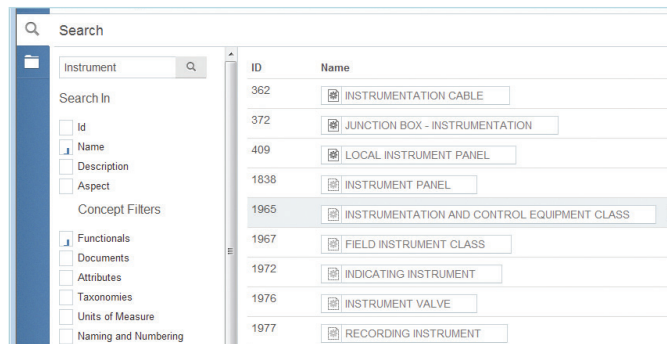 Search
Instrument
Search In
Id
Name
Description
Aspect
Concept Filters
Functionals
Documents
Attributes
Taxonomies
Units of Measure
Naming and Numbering
ID Name
362 INSTRUMENTATION CABLE
372 JUNCTION BOX - INSTRUMENTATION
409 LOCAL INSTRUMENT PANEL
1838 INSTRUMENT PANEL
1965 INSTRUMENTATION AND CONTROL EQUIPMENT CLASS
1967 FIELD INSTRUMENT CLASS
1972 INDICATING INSTRUMENT
1976 INSTRUMENT VALVE
1977 RECORDING INSTRUMENT